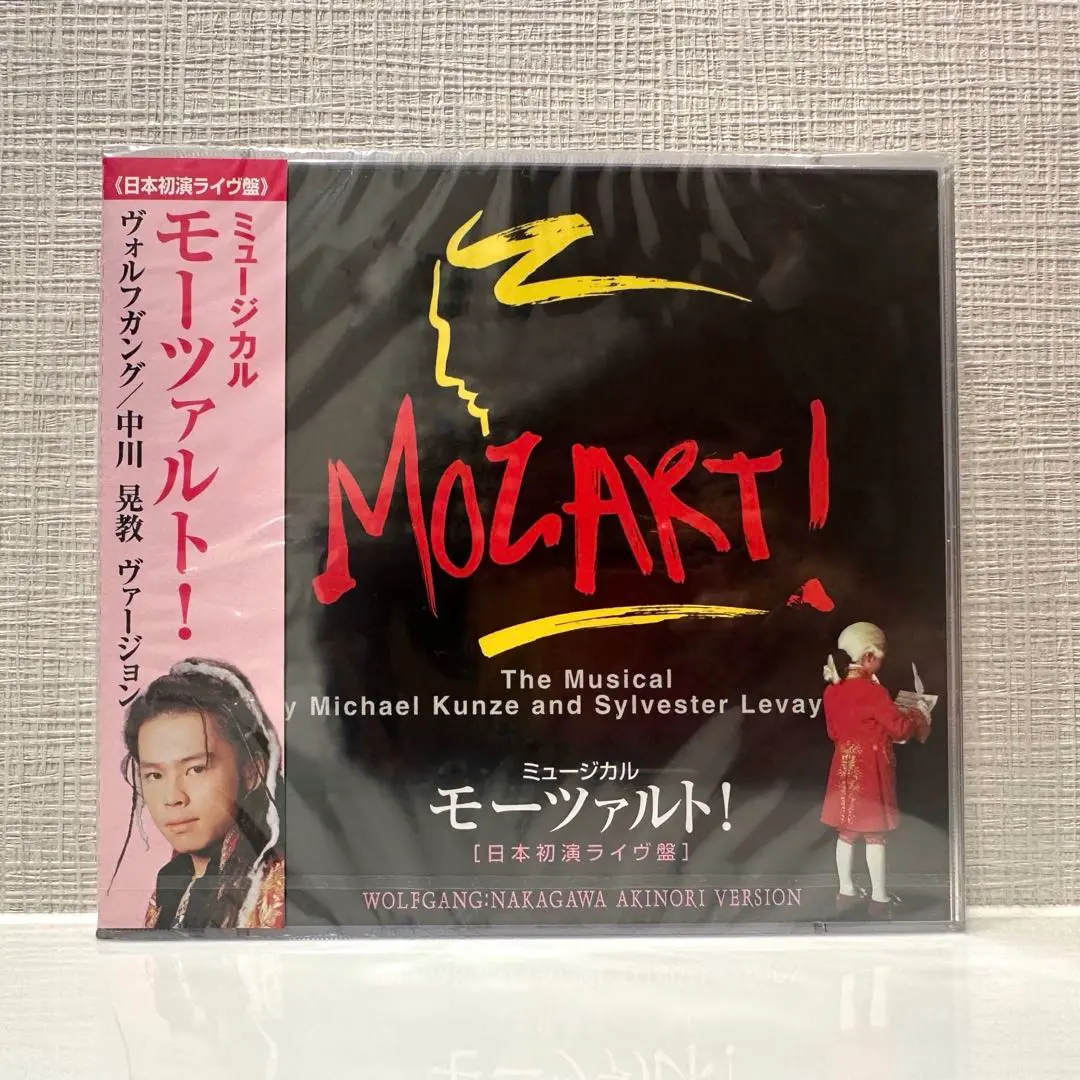 《日本初演ライヴ盤》
ミュージカル
モーツァルト!
ヴォルフガング/中川 晃教 ヴァージョン
MOZART!
The Musical
y Michael Kunze and Sylvester Levay
ミュージカル
モーツァルト!
[日本初演ライヴ盤]
WOLFGANG:NAKAGAWA AKINORI VERSION